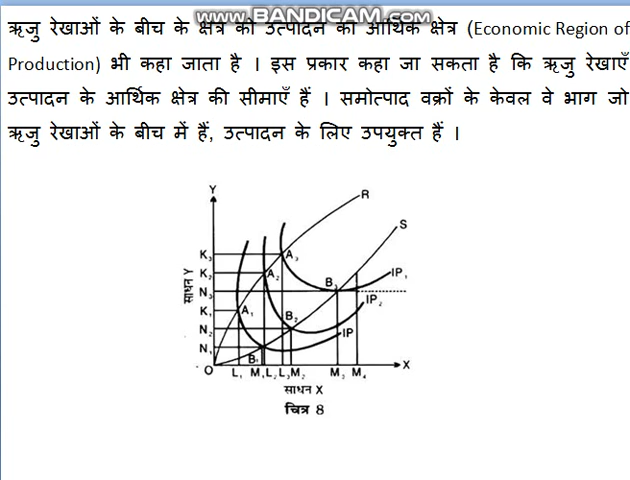 www.BANDICAM.com
ऋजु रेखाओं के बीच के क्षेत्र को उत्पादन का आर्थिक क्षेत्र (Economic Region of
Production) भी कहा जाता है । इस प्रकार कहा जा सकता है कि ऋजु रेखाएँ
उत्पादन के आर्थिक क्षेत्र की सीमाएँ हैं । समोत्पाद वक्रों के केवल वे भाग जो
ऋजु रेखाओं के बीच में हैं, उत्पादन के लिए उपयुक्त हैं ।
Y
R
S
K₃ A₃
K₂ A₂ IP₁
N₃ B₃
IP₂
K₁ A₁ B₂
N₂ IP
N₁ B₁
O L₁ M₁ L₂ L₃ M₂ M₃ M₄ X
साधन Y
साधन X
चित्र 8